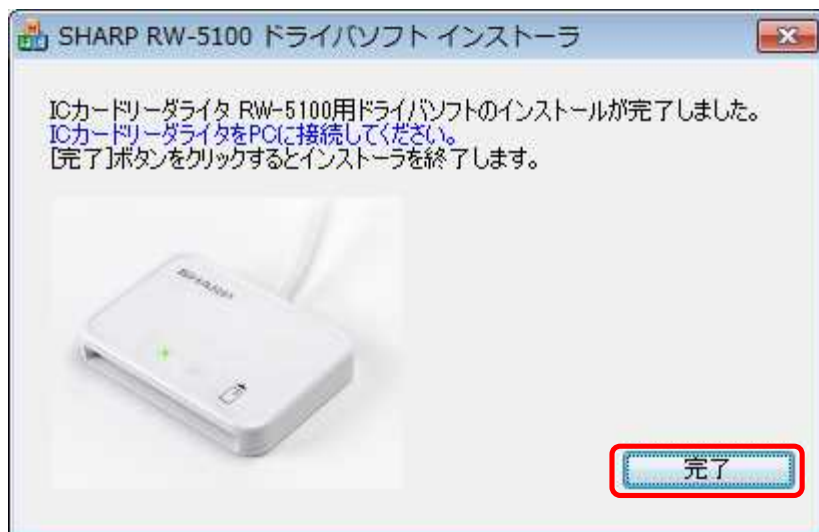 SHARP RW-5100 ドライバソフト インストーラ
ICカードリーダライタ RW-5100用ドライバソフトのインストールが完了しました。
ICカードリーダライタをPCに接続してください。
[完了]ボタンをクリックするとインストーラを終了します。
SHARP
完了